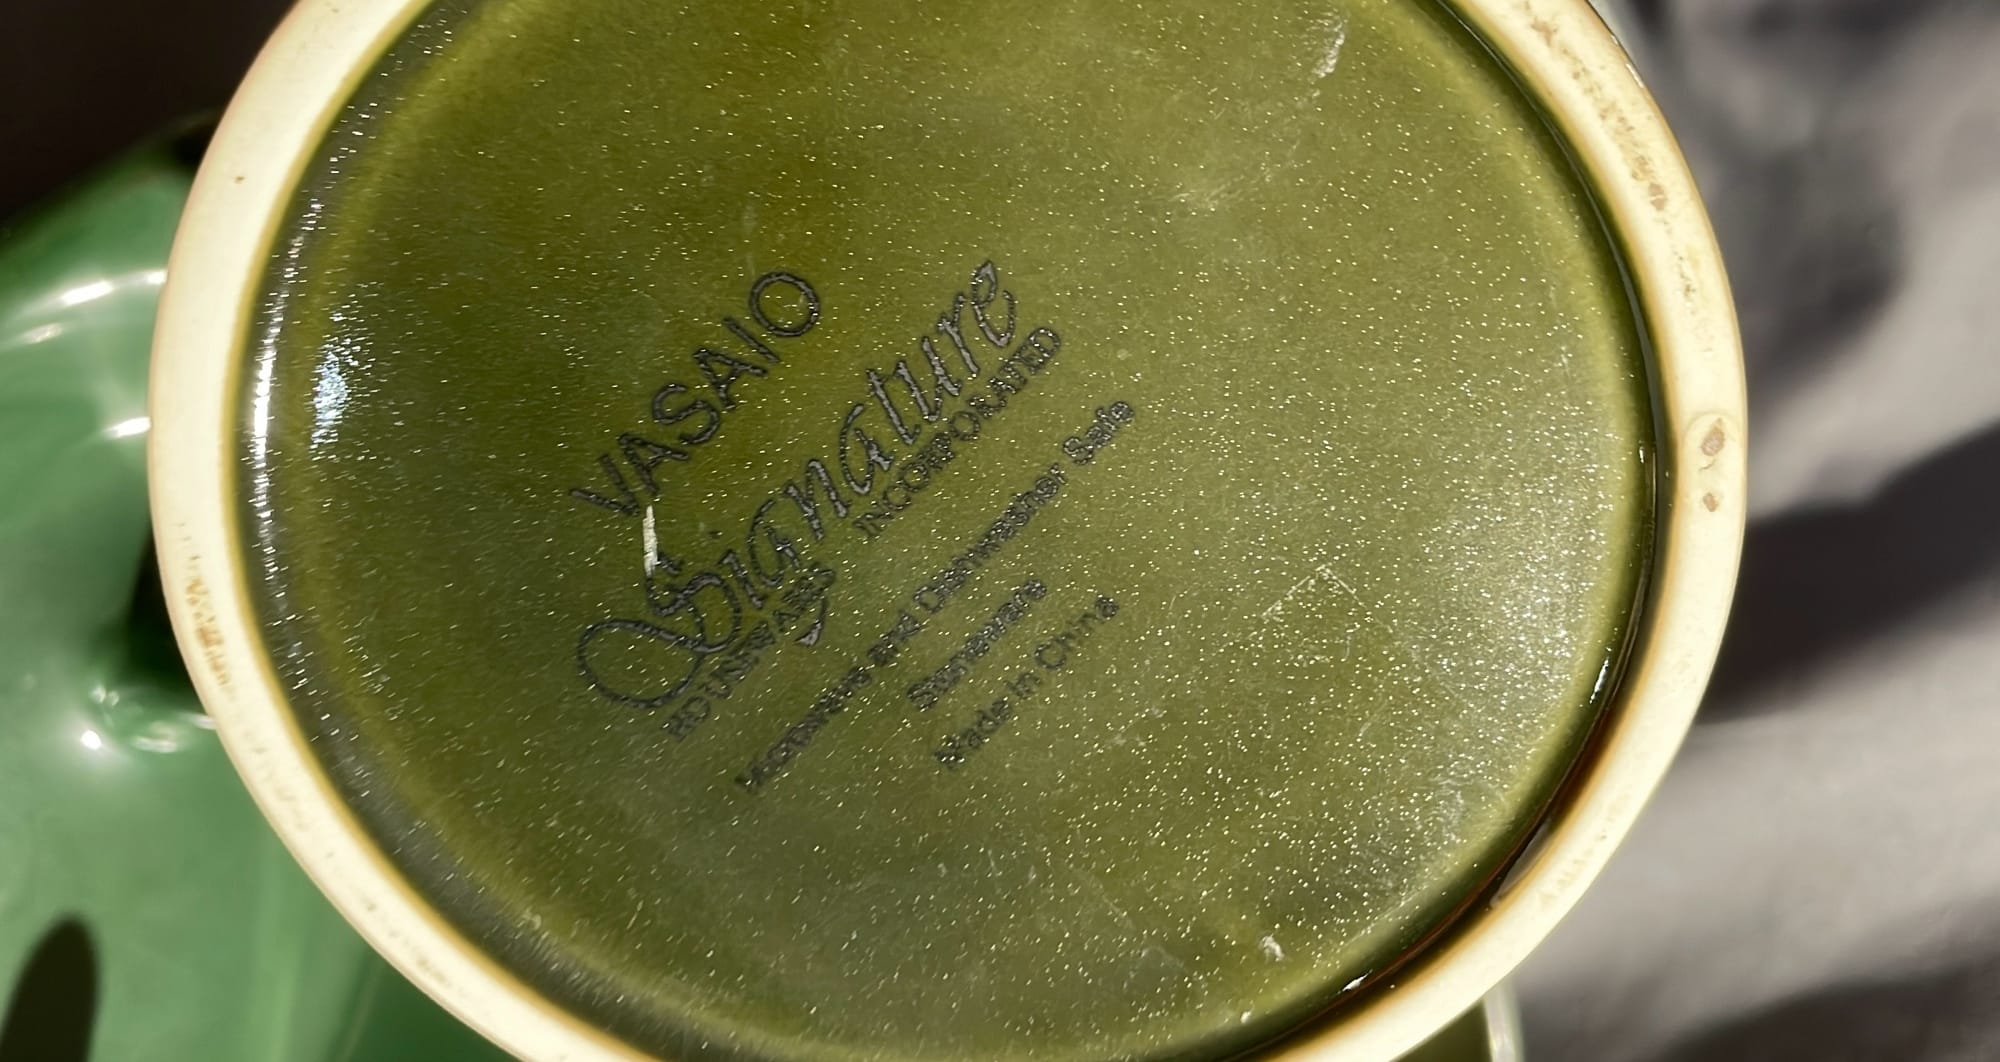 VASAIO
Signature
HOUSEWARES INCORPORATED
Microwave and Dishwasher Safe
Stoneware
Made in China